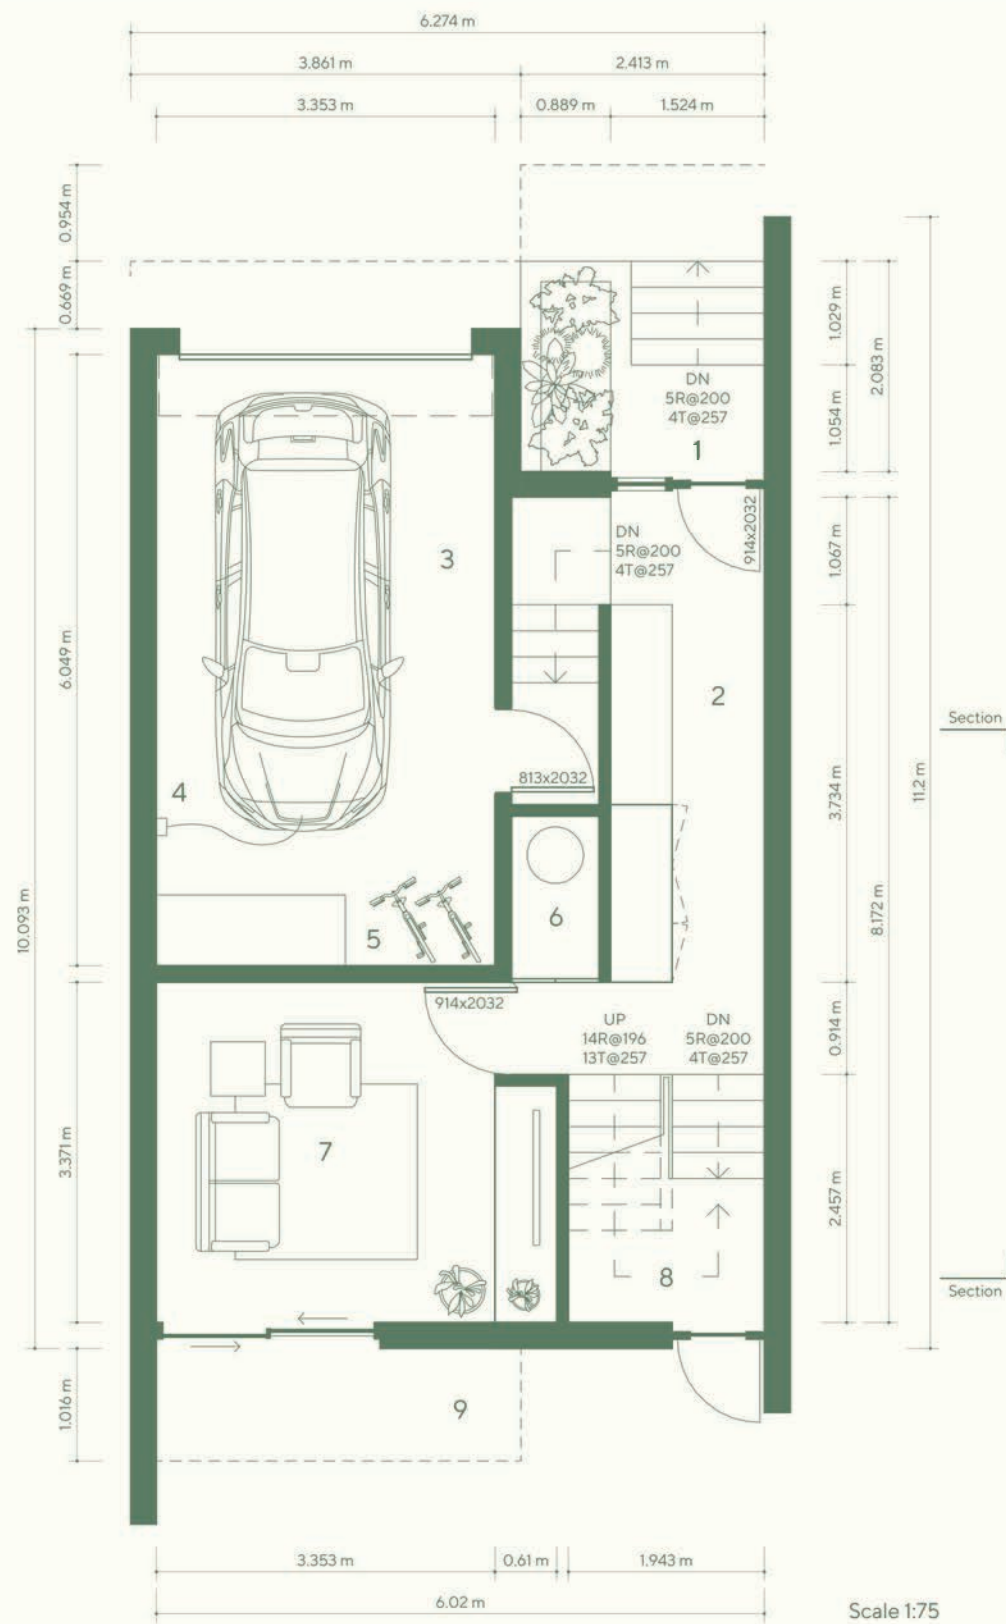 6.274 m
3.861 m
2.413 m
3.353 m
0.889 m
1.524 m
0.954 m
0.669 m
1.029 m
2.083 m
DN
5R@200
4T@257
1.054 m
1
914x2032
DN
5R@200
4T@257
1.067 m
3
6.049 m
2
Section
813x2032
4
3.734 m
11.2 m
10.093 m
6
5
8.172 m
914x2032
UP
14R@196
13T@257
DN
5R@200
4T@257
0.914 m
3.371 m
7
2.457 m
8
Section
1.016 m
9
3.353 m
0.61 m
1.943 m
6.02 m
Scale 1:75